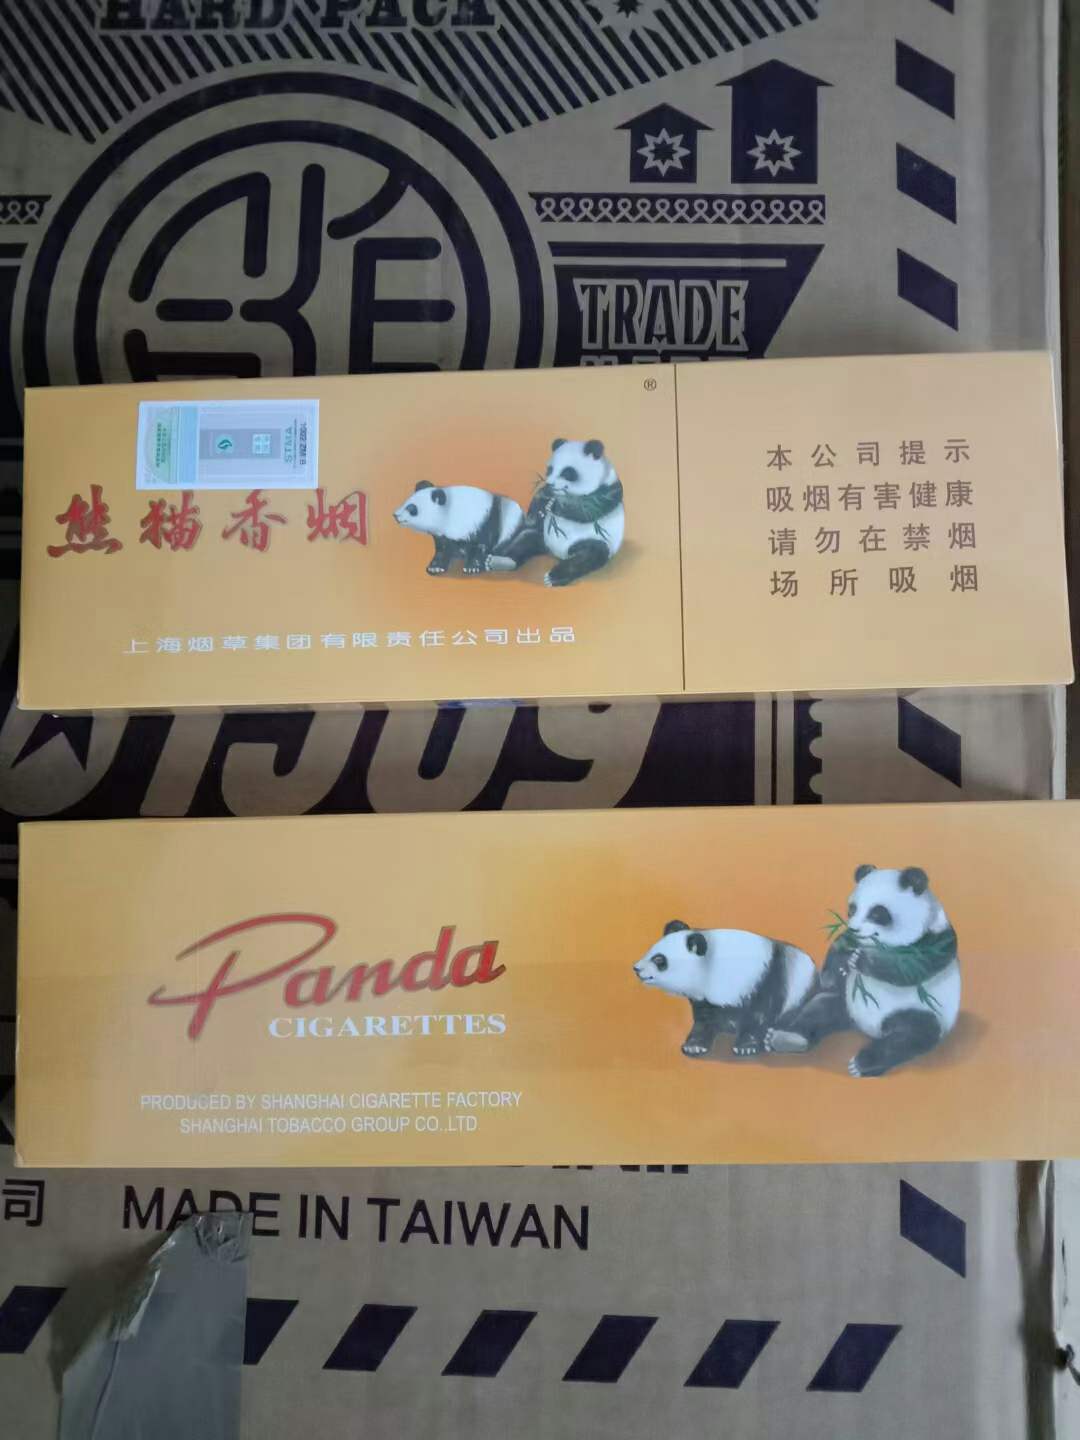 HARD PACK
TRADE
®
STMA
熊猫香烟
上海烟草集团有限责任公司出品
本公司提示
吸烟有害健康
请勿在禁烟
场所吸烟
Panda
CIGARETTES
PRODUCED BY SHANGHAI CIGARETTE FACTORY
SHANGHAI TOBACCO GROUP CO.,LTD
司
MADE IN TAIWAN